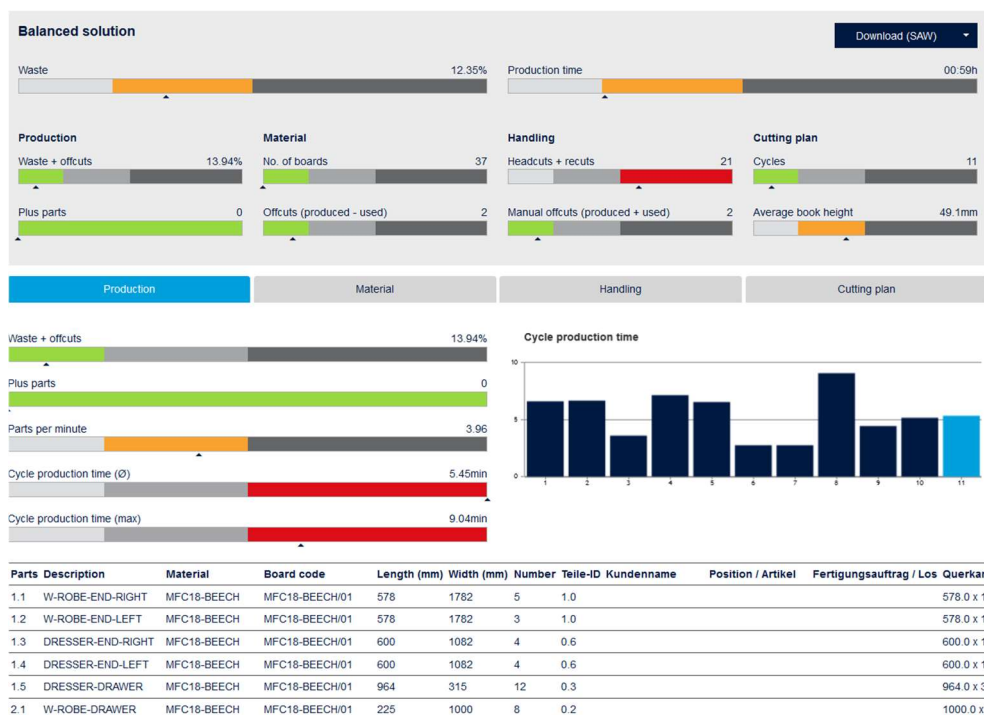 Balanced solution
Download (SAW)
Waste 12.35%
Production time 00:59h
Production
Material
Handling
Cutting plan
Waste + offcuts 13.94%
No. of boards 37
Headcuts + recuts 21
Cycles 11
Plus parts 0
Offcuts (produced - used) 2
Manual offcuts (produced + used) 2
Average book height 49.1mm
Production Material Handling Cutting plan
Waste + offcuts 13.94%
Plus parts 0
Parts per minute 3.96
Cycle production time (Ø) 5.45min
Cycle production time (max) 9.04min
Cycle production time
10
5
0
1 2 3 4 5 6 7 8 9 10 11
Parts Description Material Board code Length (mm) Width (mm) Number Teile-ID Kundenname Position / Artikel Fertigungsauftrag / Los Querkan
1.1 W-ROBE-END-RIGHT MFC18-BEECH MFC18-BEECH/01 578 1782 5 1.0 578.0 x 1
1.2 W-ROBE-END-LEFT MFC18-BEECH MFC18-BEECH/01 578 1782 3 1.0 578.0 x 1
1.3 DRESSER-END-RIGHT MFC18-BEECH MFC18-BEECH/01 600 1082 4 0.6 600.0 x 1
1.4 DRESSER-END-LEFT MFC18-BEECH MFC18-BEECH/01 600 1082 4 0.6 600.0 x 1
1.5 DRESSER-DRAWER MFC18-BEECH MFC18-BEECH/01 964 315 12 0.3 964.0 x 3
2.1 W-ROBE-DRAWER MFC18-BEECH MFC18-BEECH/01 225 1000 8 0.2 1000.0 x